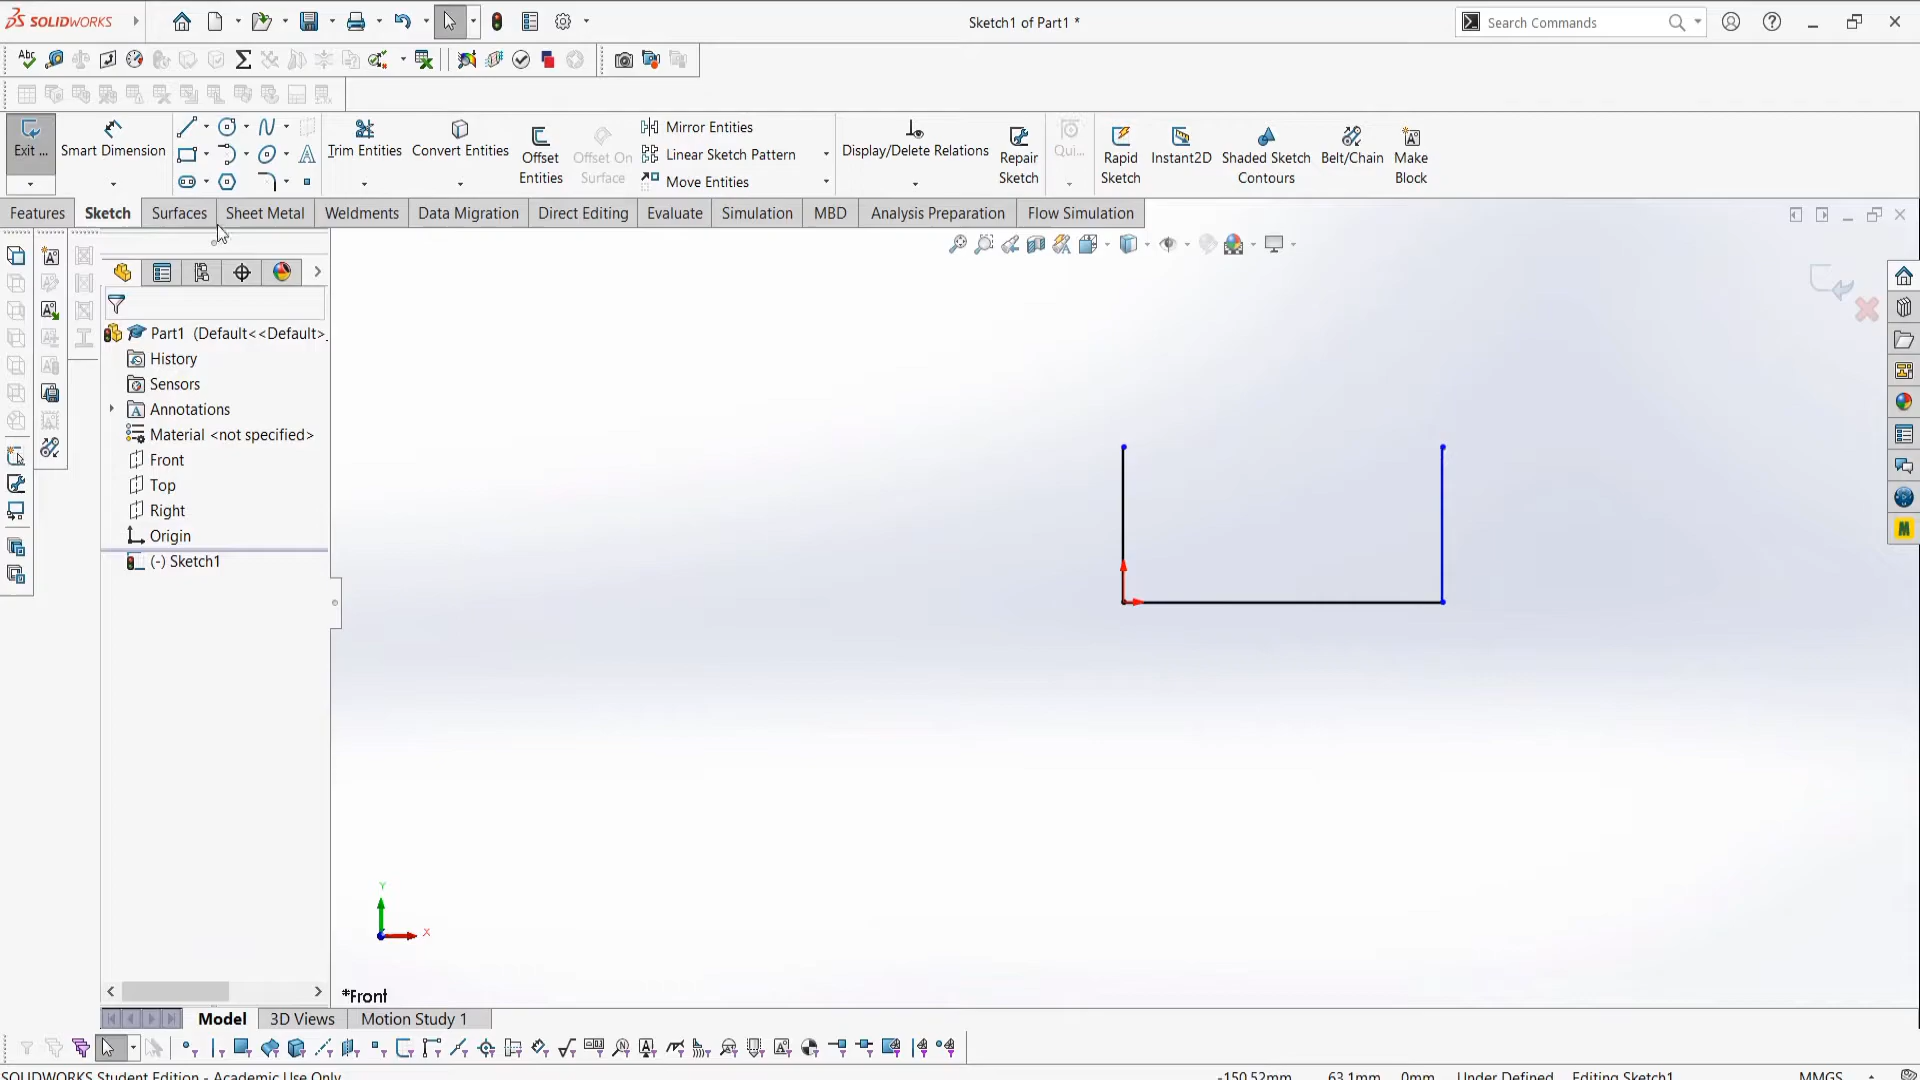 SOLIDWORKS
Sketch1 of Part1 *
Search Commands
Exit ...
Smart Dimension
Trim Entities
Convert Entities
Offset Entities
Offset On Surface
Mirror Entities
Linear Sketch Pattern
Move Entities
Display/Delete Relations
Repair Sketch
Qui...
Rapid Sketch
Instant2D
Shaded Sketch Contours
Belt/Chain
Make Block
Features
Sketch
Surfaces
Sheet Metal
Weldments
Data Migration
Direct Editing
Evaluate
Simulation
MBD
Analysis Preparation
Flow Simulation
Part1 (Default<<Default>
History
Sensors
Annotations
Material <not specified>
Front
Top
Right
Origin
(-) Sketch1
Y
X
*Front
Model
3D Views
Motion Study 1
SOLIDWORKS Student Edition - Academic Use Only
-150.52mm
63.1mm
0mm
Under Defined
Editing Sketch1
MMGS